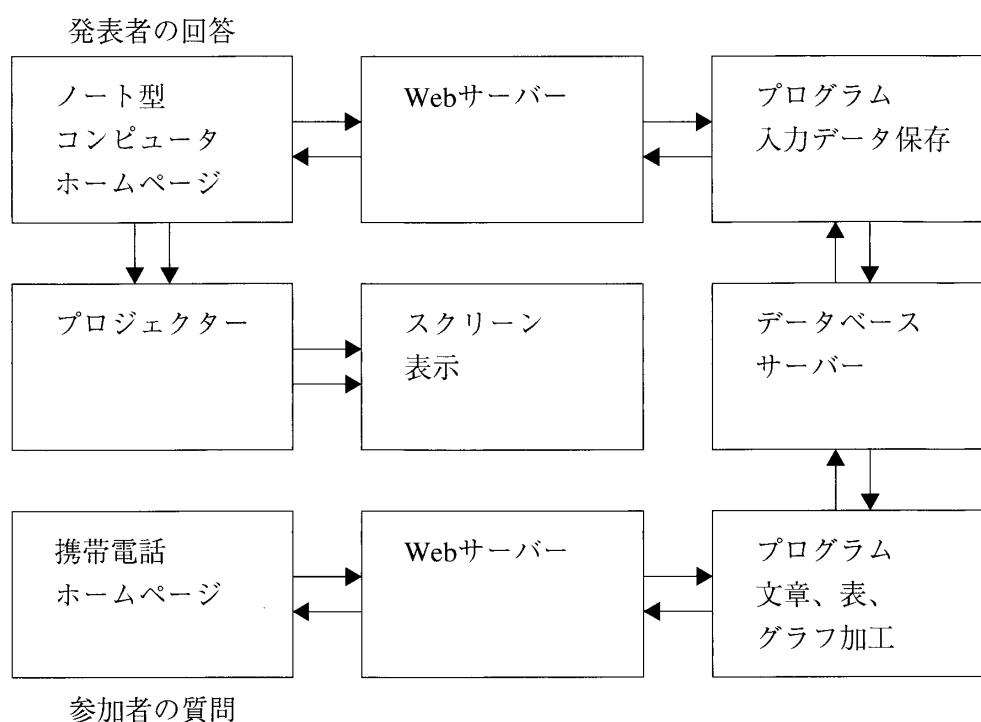 発表者の回答
ノート型
コンピュータ
ホームページ
Webサーバー
プログラム
入力データ保存
プロジェクター
スクリーン
表示
データベース
サーバー
携帯電話
ホームページ
Webサーバー
プログラム
文章、表、
グラフ加工
参加者の質問